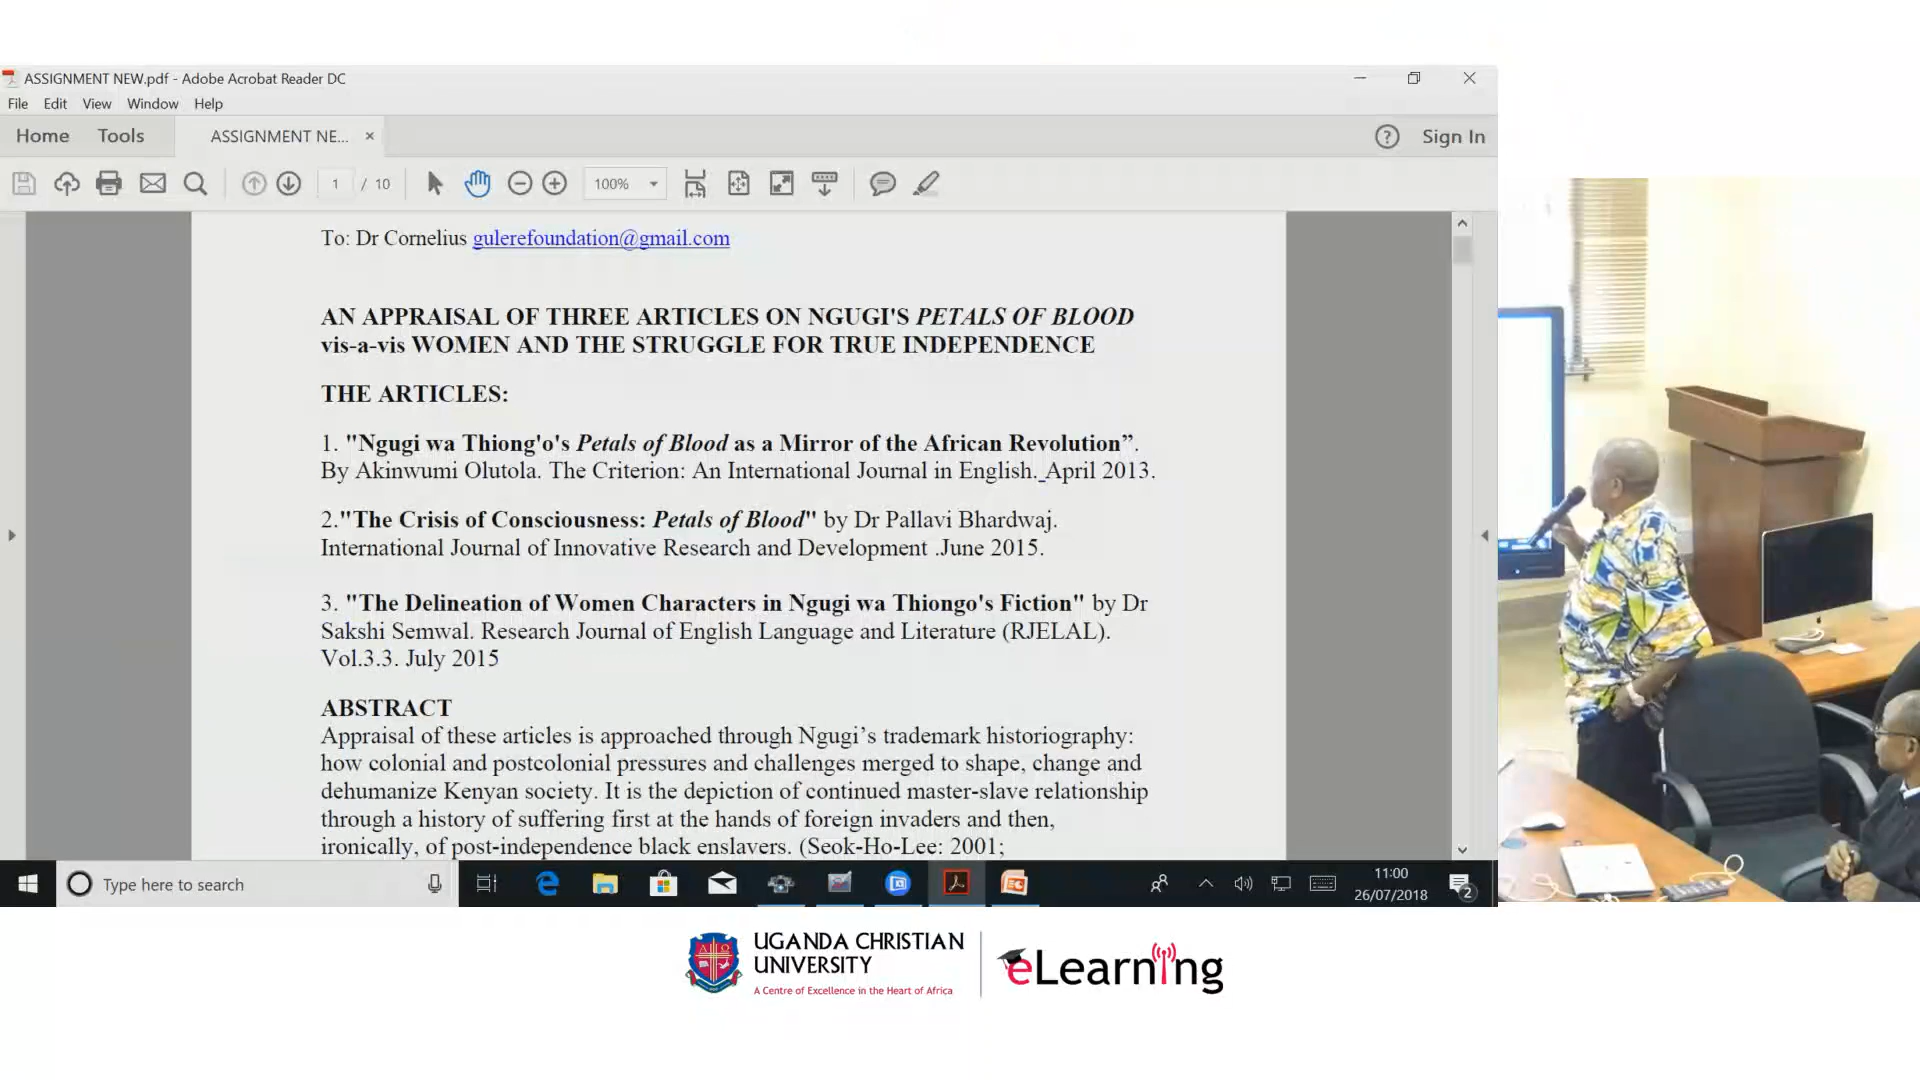 ASSIGNMENT NEW.pdf - Adobe Acrobat Reader DC
File Edit View Window Help
Home Tools ASSIGNMENT NE... × ? Sign In
1 / 10 100%
To: Dr Cornelius gulerefoundation@gmail.com
AN APPRAISAL OF THREE ARTICLES ON NGUGI'S PETALS OF BLOOD
vis-a-vis WOMEN AND THE STRUGGLE FOR TRUE INDEPENDENCE
THE ARTICLES:
1. "Ngugi wa Thiong'o's Petals of Blood as a Mirror of the African Revolution”.
By Akinwumi Olutola. The Criterion: An International Journal in English. April 2013.
2."The Crisis of Consciousness: Petals of Blood" by Dr Pallavi Bhardwaj.
International Journal of Innovative Research and Development .June 2015.
3. "The Delineation of Women Characters in Ngugi wa Thiongo's Fiction" by Dr
Sakshi Semwal. Research Journal of English Language and Literature (RJELAL).
Vol.3.3. July 2015
ABSTRACT
Appraisal of these articles is approached through Ngugi’s trademark historiography:
how colonial and postcolonial pressures and challenges merged to shape, change and
dehumanize Kenyan society. It is the depiction of continued master-slave relationship
through a history of suffering first at the hands of foreign invaders and then,
ironically, of post-independence black enslavers. (Seok-Ho-Lee: 2001;
Type here to search
11:00
26/07/2018
2
UGANDA CHRISTIAN
UNIVERSITY
A Centre of Excellence in the Heart of Africa
eLearning